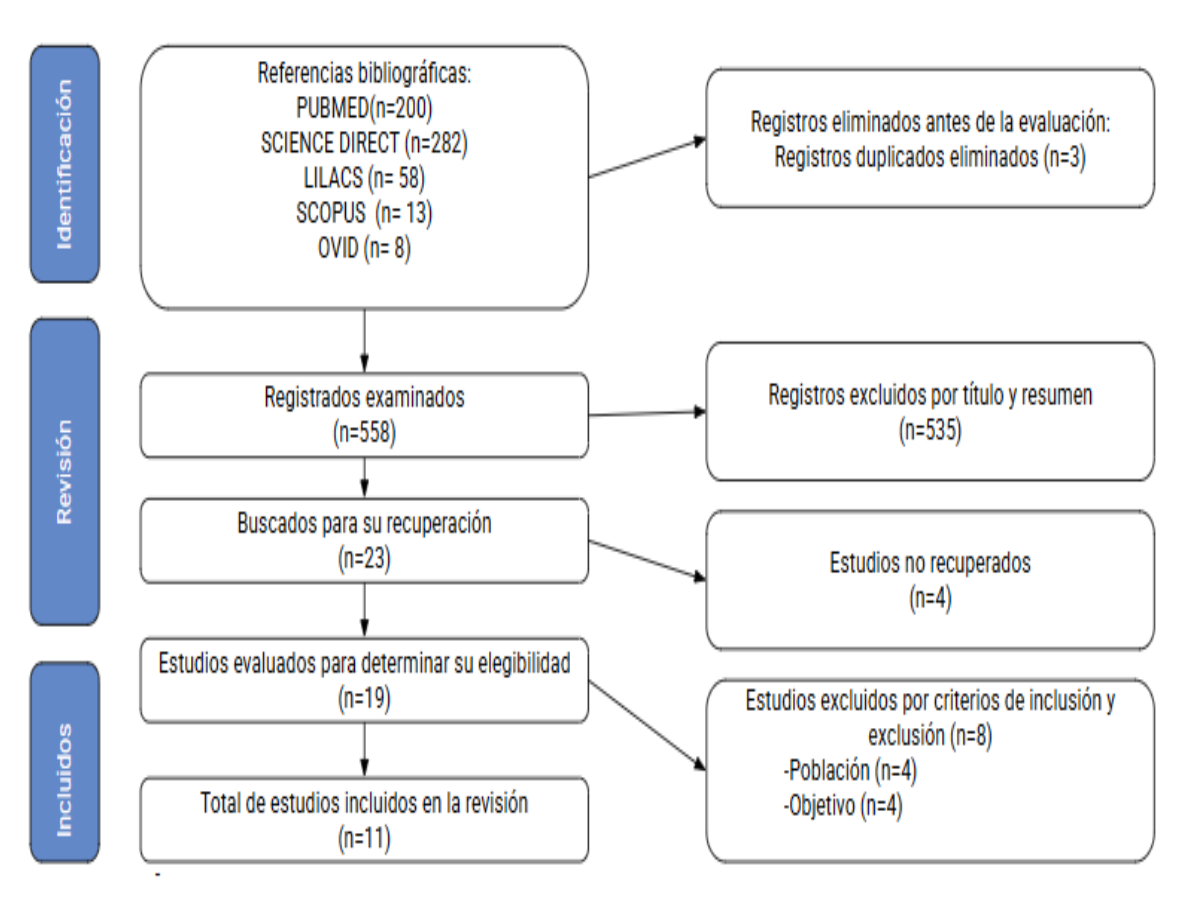 Identificación
Referencias bibliográficas:
PUBMED(n=200)
SCIENCE DIRECT (n=282)
LILACS (n= 58)
SCOPUS (n= 13)
OVID (n= 8)
Registros eliminados antes de la evaluación:
Registros duplicados eliminados (n=3)
Revisión
Registrados examinados
(n=558)
Registros excluidos por título y resumen
(n=535)
Buscados para su recuperación
(n=23)
Estudios no recuperados
(n=4)
Estudios evaluados para determinar su elegibilidad
(n=19)
Estudios excluidos por criterios de inclusión y
exclusión (n=8)
-Población (n=4)
-Objetivo (n=4)
Incluidos
Total de estudios incluidos en la revisión
(n=11)
-